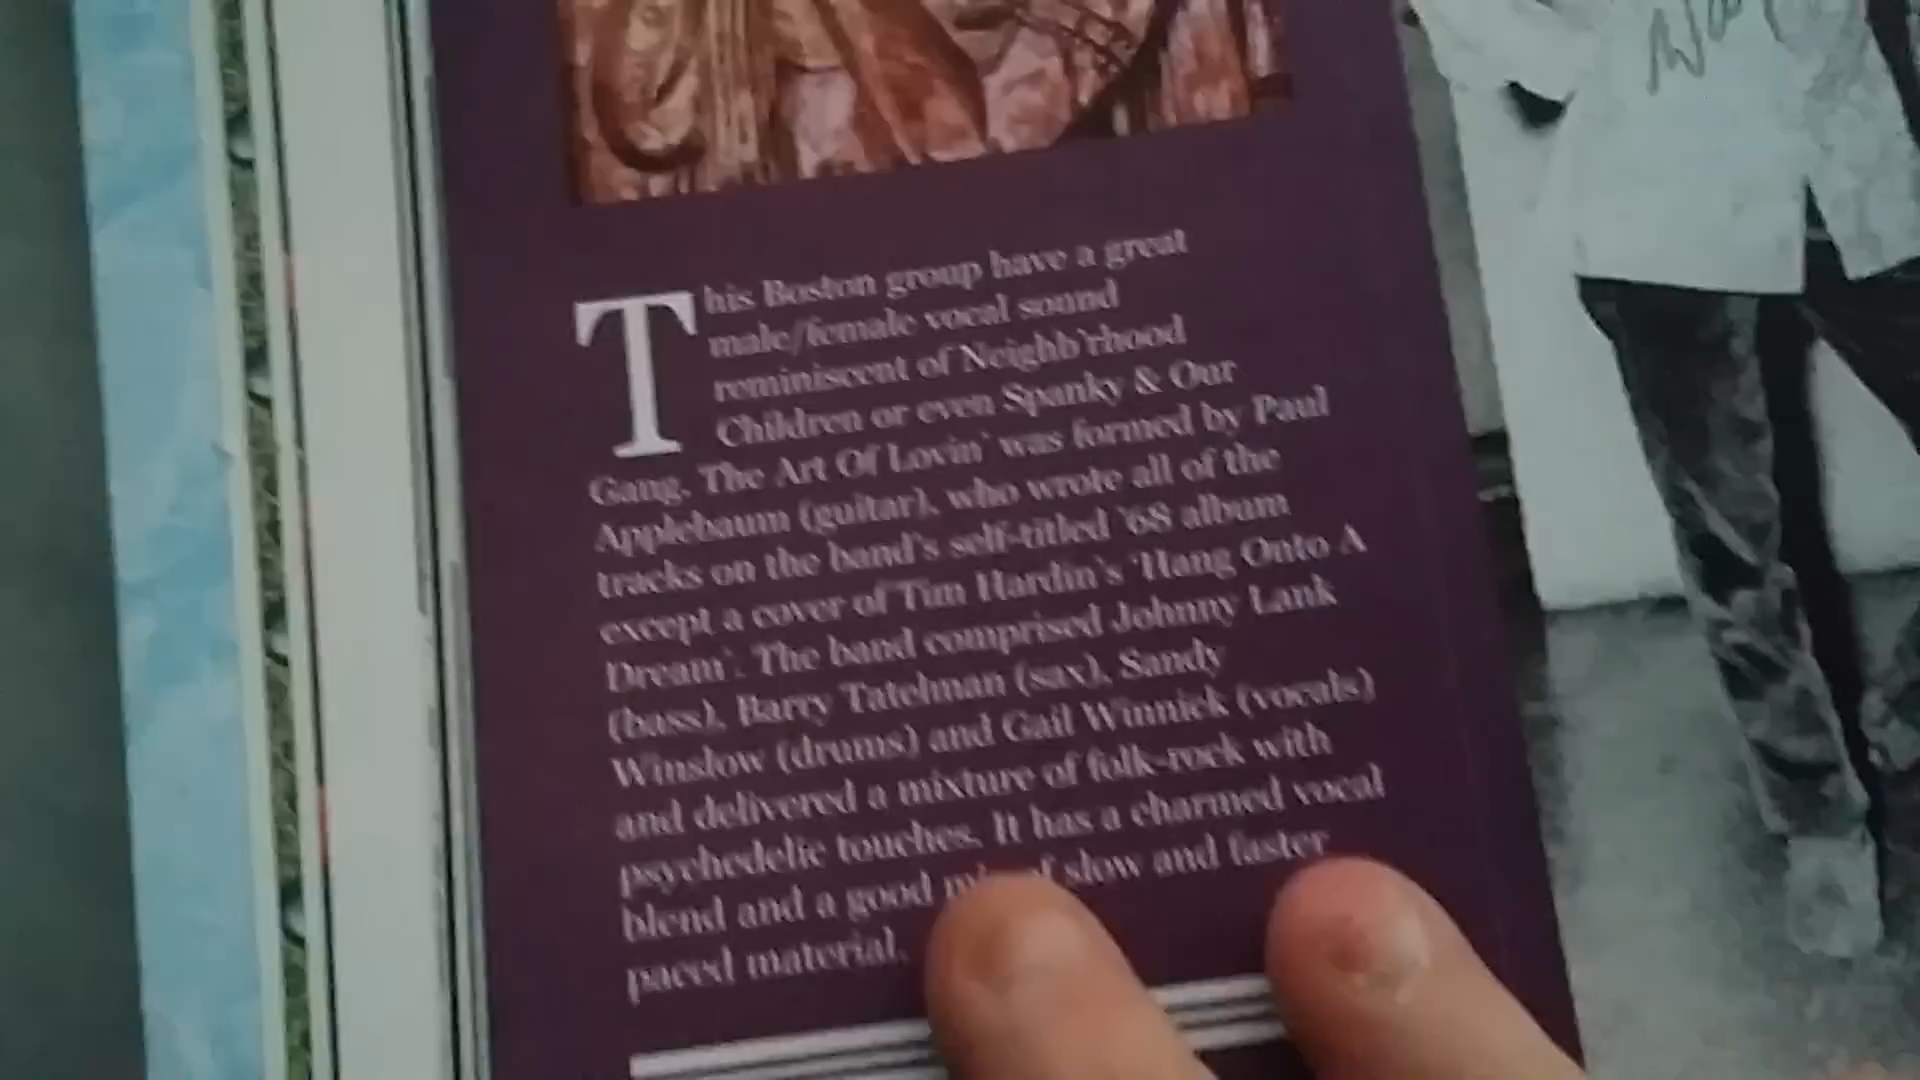 This Boston group have a great
male/female vocal sound
reminiscent of Neighb'rhood
Children or even Spanky & Our
Gang. The Art Of Lovin' was formed by Paul
Applebaum (guitar), who wrote all of the
tracks on the band's self-titled '68 album
except a cover of Tim Hardin's 'Hang Onto A
Dream'. The band comprised Johnny Lank
(bass), Barry Tatelman (sax), Sandy
Winslow (drums) and Gail Winnick (vocals)
and delivered a mixture of folk-rock with
psychedelic touches. It has a charmed vocal
blend and a good of slow and faster
paced material.